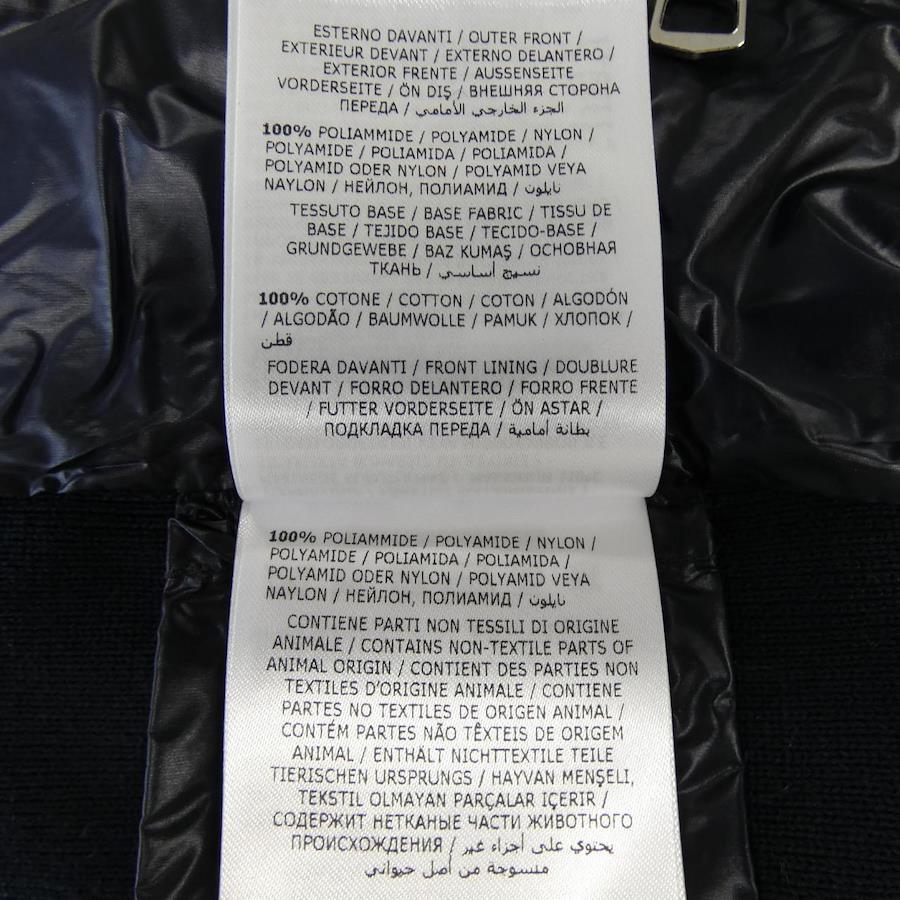 ESTERNO DAVANTI / OUTER FRONT /
EXTERIEUR DEVANT / EXTERNO DELANTERO /
EXTERIOR FRENTE / AUSSENSEITE
VORDERSEITE / ÖN DIŞ / ВНЕШНЯЯ СТОРОНА
ПЕРЕДА / الجزء الخارجي الأمامي
100% POLIAMMIDE / POLYAMIDE / NYLON /
POLYAMIDE / POLIAMIDA / POLIAMIDA /
POLYAMID ODER NYLON / POLYAMID VEYA
NAYLON / НЕЙЛОН, ПОЛИАМИД / نايلون
TESSUTO BASE / BASE FABRIC / TISSU DE
BASE / TEJIDO BASE / TECIDO-BASE /
GRUNDGEWEBE / BAZ KUMAŞ / ОСНОВНАЯ
ТКАНЬ / نسيج أساسي
100% COTONE / COTTON / COTON / ALGODÓN
/ ALGODÃO / BAUMWOLLE / PAMUK / ХЛОПОК /
قطن
FODERA DAVANTI / FRONT LINING / DOUBLURE
DEVANT / FORRO DELANTERO / FORRO FRENTE
/ FUTTER VORDERSEITE / ÖN ASTAR /
ПОДКЛАДКА ПЕРЕДА / بطانة أمامية
100% POLIAMMIDE / POLYAMIDE / NYLON /
POLYAMIDE / POLIAMIDA / POLIAMIDA /
POLYAMID ODER NYLON / POLYAMID VEYA
NAYLON / НЕЙЛОН, ПОЛИАМИД / نايلون
CONTIENE PARTI NON TESSILI DI ORIGINE
ANIMALE / CONTAINS NON-TEXTILE PARTS OF
ANIMAL ORIGIN / CONTIENT DES PARTIES NON
TEXTILES D'ORIGINE ANIMALE / CONTIENE
PARTES NO TEXTILES DE ORIGEN ANIMAL /
CONTÉM PARTES NÃO TÊXTEIS DE ORIGEM
ANIMAL / ENTHÄLT NICHTTEXTILE TEILE
TIERISCHEN URSPRUNGS / HAYVAN MENŞELİ,
TEKSTIL OLMAYAN PARÇALAR IÇERIR /
СОДЕРЖИТ НЕТКАНЫЕ ЧАСТИ ЖИВОТНОГО
ПРОИСХОЖДЕНИЯ / يحتوي على أجزاء غير
منسوجة من أصل حيواني